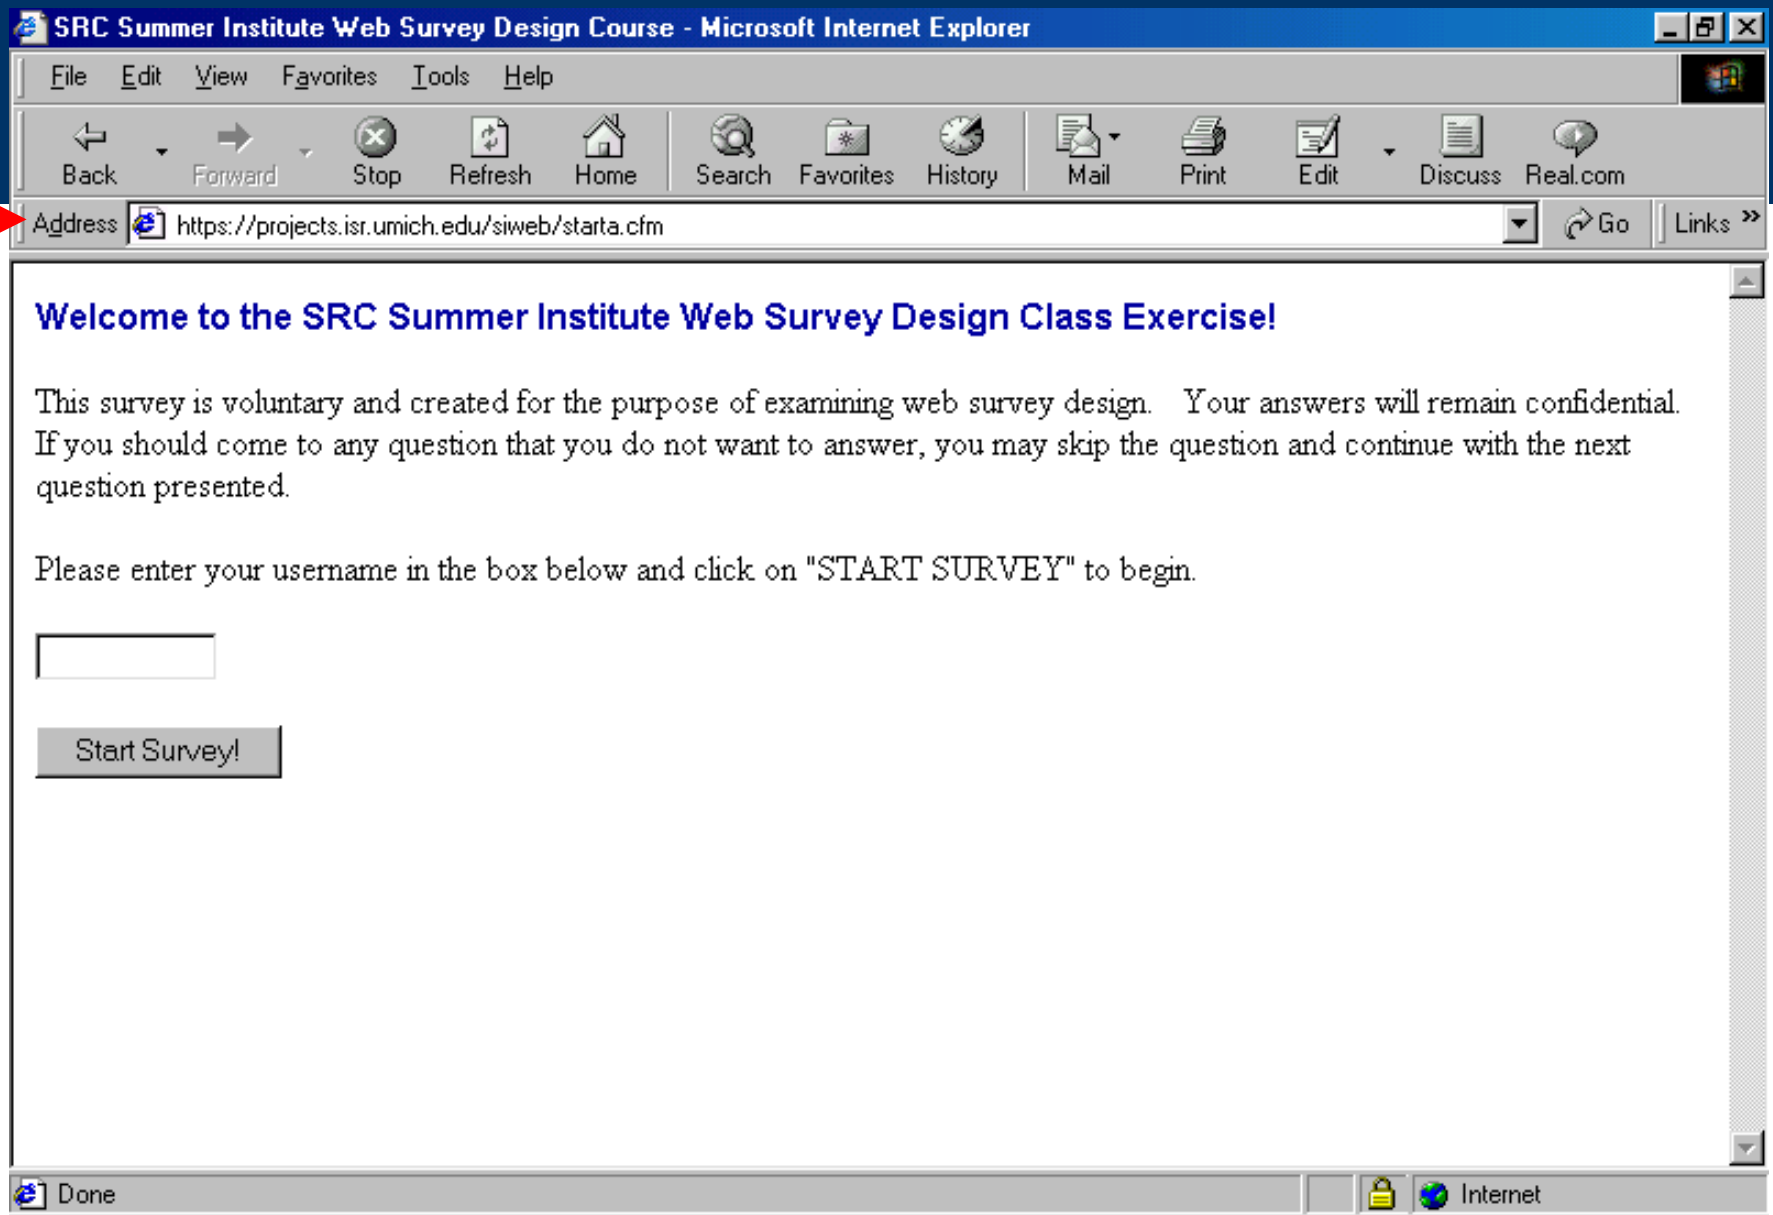 SRC Summer Institute Web Survey Design Course - Microsoft Internet Explorer
File Edit View Favorites Tools Help
Back Forward Stop Refresh Home Search Favorites History Mail Print Edit Discuss Real.com
Address https://projects.isr.umich.edu/siweb/starta.cfm Go Links »
Welcome to the SRC Summer Institute Web Survey Design Class Exercise!
This survey is voluntary and created for the purpose of examining web survey design. Your answers will remain confidential.
If you should come to any question that you do not want to answer, you may skip the question and continue with the next
question presented.
Please enter your username in the box below and click on "START SURVEY" to begin.
Start Survey!
Done Internet